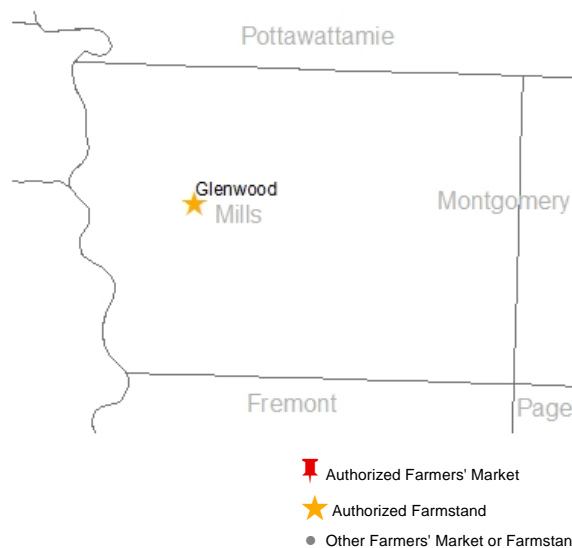 Pottawattamie
Glenwood
Mills
Montgomery
Fremont
Page
Authorized Farmers' Market
Authorized Farmstand
Other Farmers' Market or Farmstan